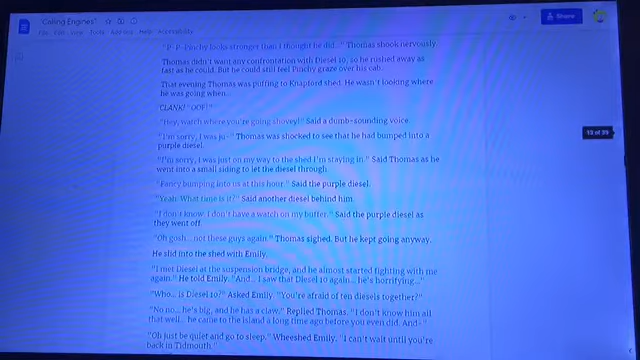 "Caring Engines"
File Edit View Tools Add-ons Help Accessibility
Share
"P-P-Pinchy looks stronger than I thought he did..." Thomas shook nervously.
Thomas didn't want any confrontation with Diesel 10, so he rushed away as
fast as he could. But he could still feel Pinchy graze over his cab.
That evening Thomas was puffing to Knapford shed. He wasn't looking where
he was going when...
"CLANK! "OOF!"
"Hey, watch where you're going shovey!" Said a dumb-sounding voice.
"I'm sorry, I was ju-" Thomas was shocked to see that he had bumped into a
purple diesel.
"I'm sorry, I was just on my way to the shed I'm staying in." Said Thomas as he
went into a small siding to let the diesel through.
"Fancy bumping into us at this hour." Said the purple diesel.
"Yeah. What time is it?" Said another diesel behind him.
"I don't know. I don't have a watch on my buffer." Said the purple diesel as
they went off.
"Oh gosh... not these guys again." Thomas sighed. But he kept going anyway.
He slid into the shed with Emily.
"I met Diesel at the suspension bridge, and he almost started fighting with me
again." He told Emily. "And... I saw that Diesel 10 again... he's horrifying..."
"Who... is Diesel 10?" Asked Emily. "You're afraid of ten diesels together?"
"No no... he's big, and he has a claw." Replied Thomas. "I don't know him all
that well... he came to the island a long time ago before you even did. And-"
"Oh just be quiet and go to sleep." Wheeshed Emily. "I can't wait until you're
back in Tidmouth."
19 of 39